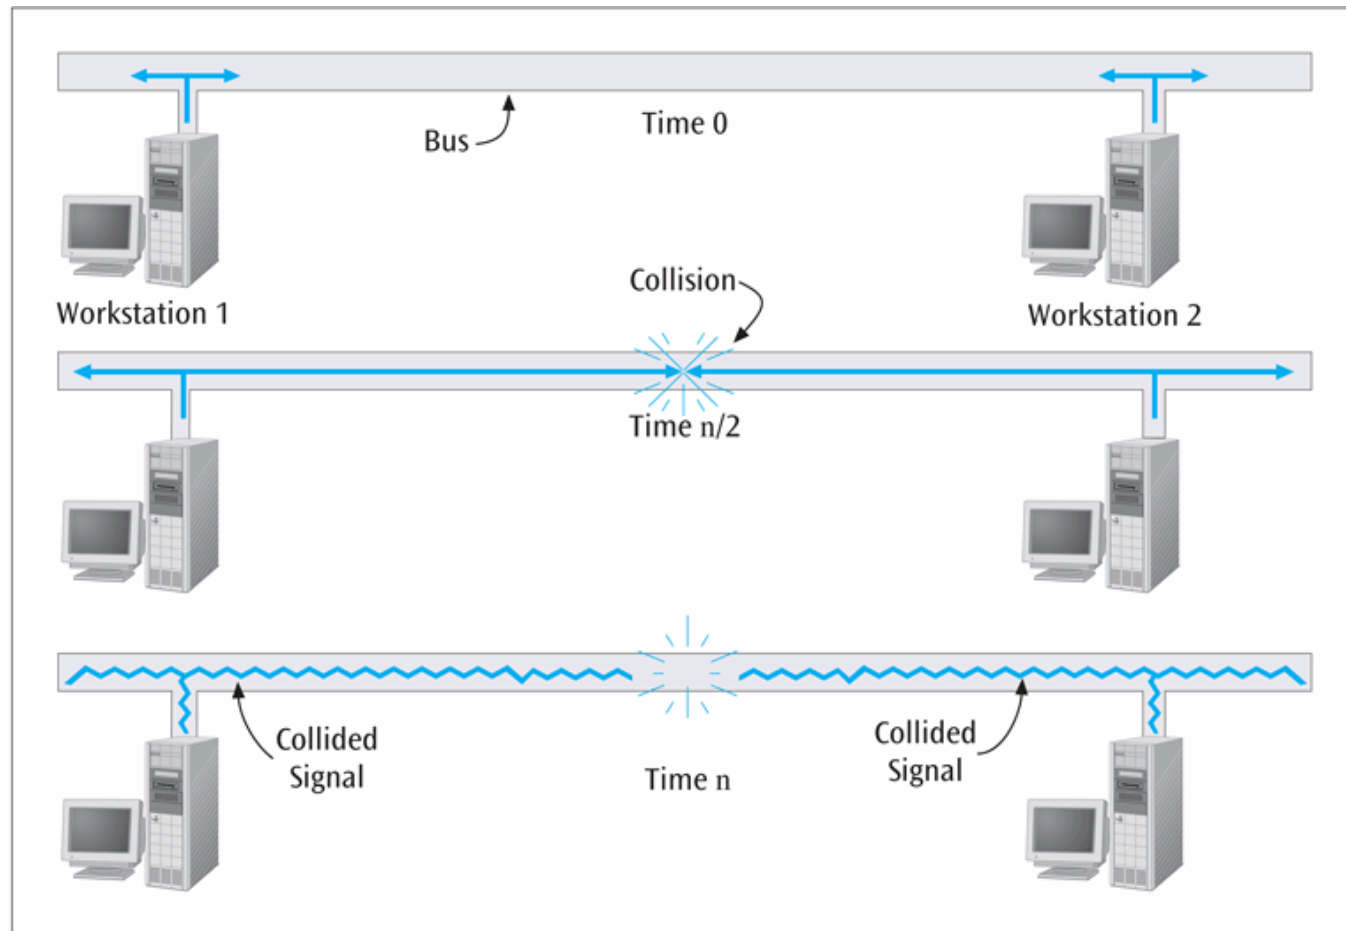 Bus
Time 0
Workstation 1
Workstation 2
Collision
Time n/2
Collided
Signal
Time n
Collided
Signal